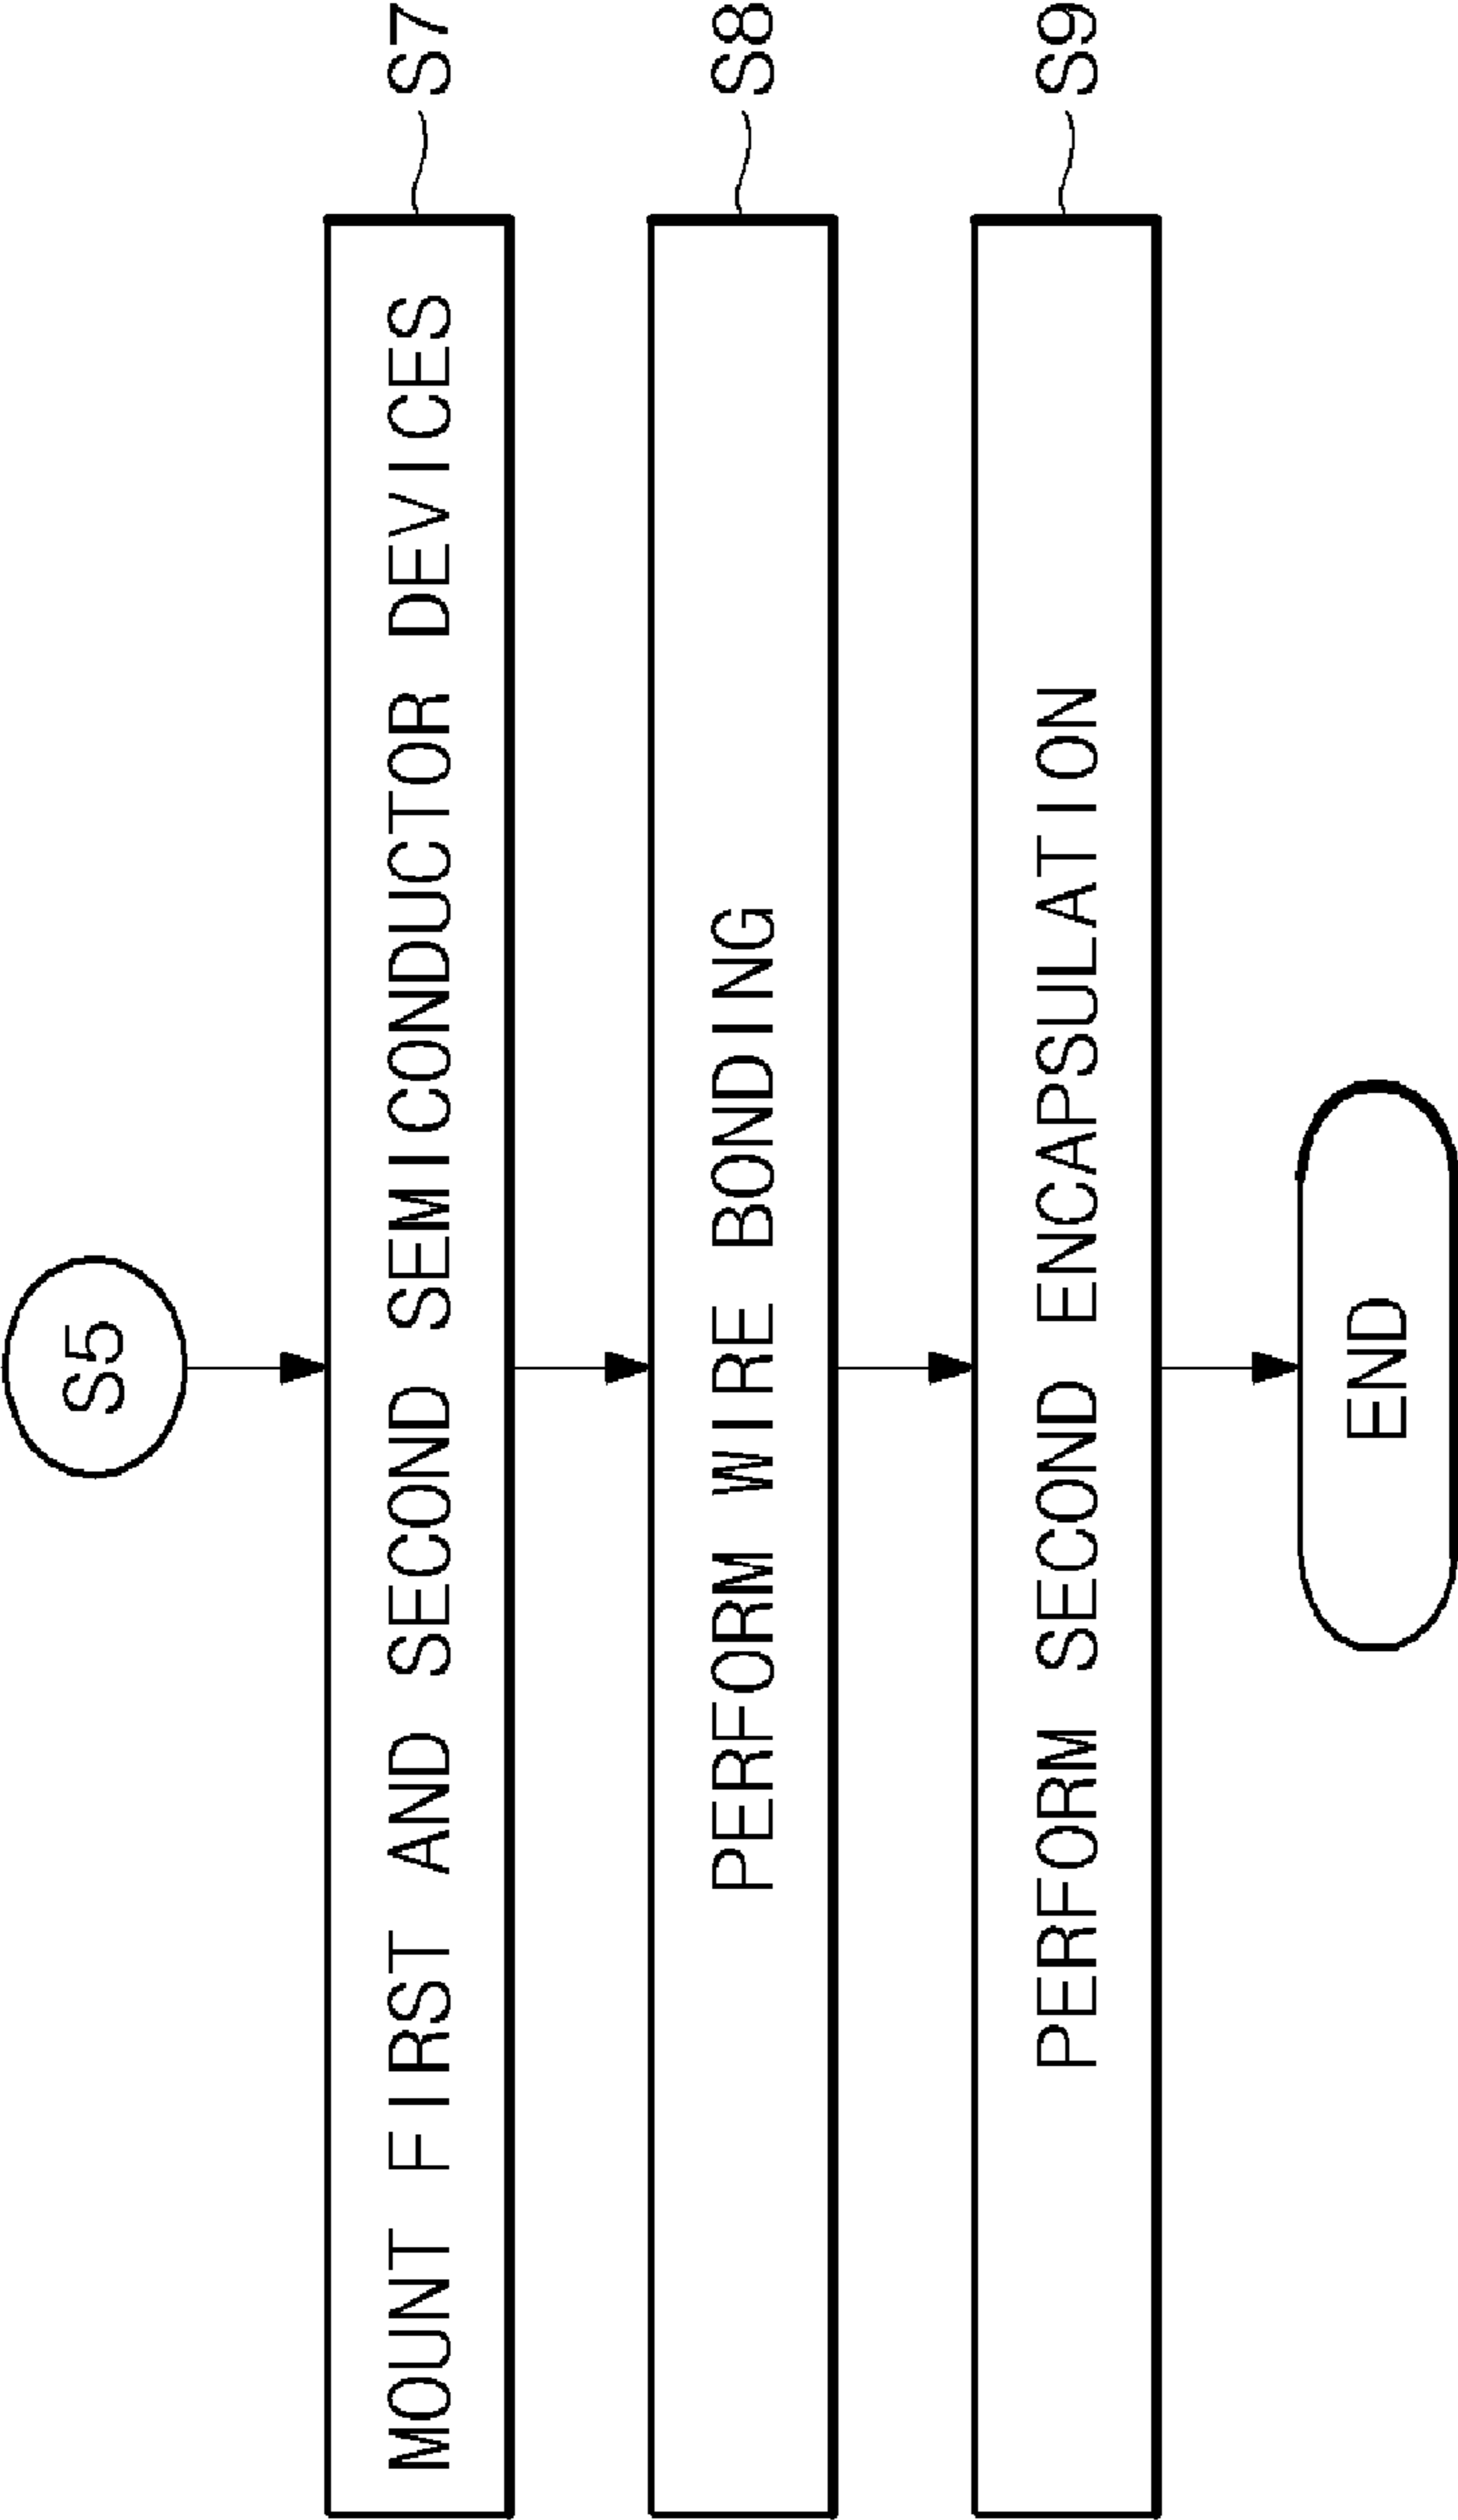 S5
MOUNT FIRST AND SECOND SEMICONDUCTOR DEVICES
S7
PERFORM WIRE BONDING
S8
PERFORM SECOND ENCAPSULATION
S9
END